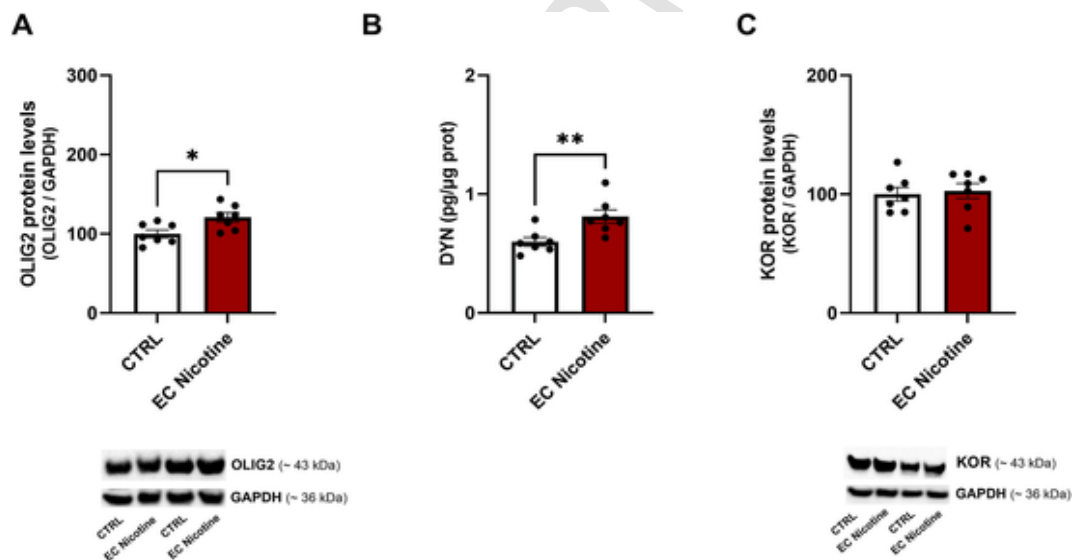 A
OLIG2 protein levels
(OLIG2 / GAPDH)
300
200
100
0
*
CTRL
EC Nicotine
OLIG2 (~ 43 kDa)
GAPDH (~ 36 kDa)
CTRL
EC Nicotine
CTRL
EC Nicotine
B
DYN (pg/µg prot)
2
1
0
**
CTRL
EC Nicotine
C
KOR protein levels
(KOR / GAPDH)
200
100
0
CTRL
EC Nicotine
KOR (~ 43 kDa)
GAPDH (~ 36 kDa)
CTRL
EC Nicotine
CTRL
EC Nicotine